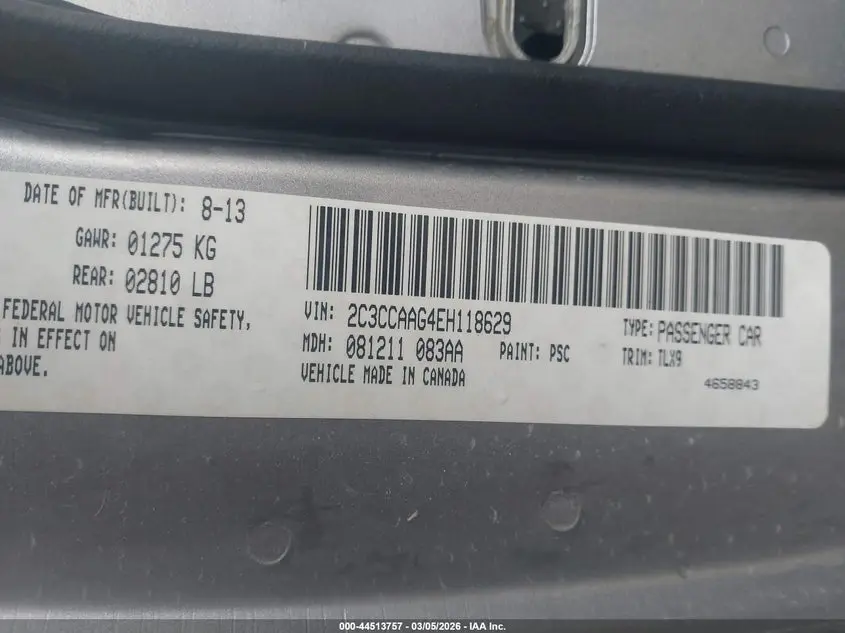 DATE OF MFR(BUILT): 8-13
GAWR: 01275 KG
REAR: 02810 LB
FEDERAL MOTOR VEHICLE SAFETY,
IN EFFECT ON
ABOVE.
VIN: 2C3CCAAG4EH118629
TYPE: PASSENGER CAR
MDH: 081211 083AA
PAINT: PSC
TRIM: TLX9
VEHICLE MADE IN CANADA
4658843
000-44513757 - 03/05/2026 - IAA Inc.